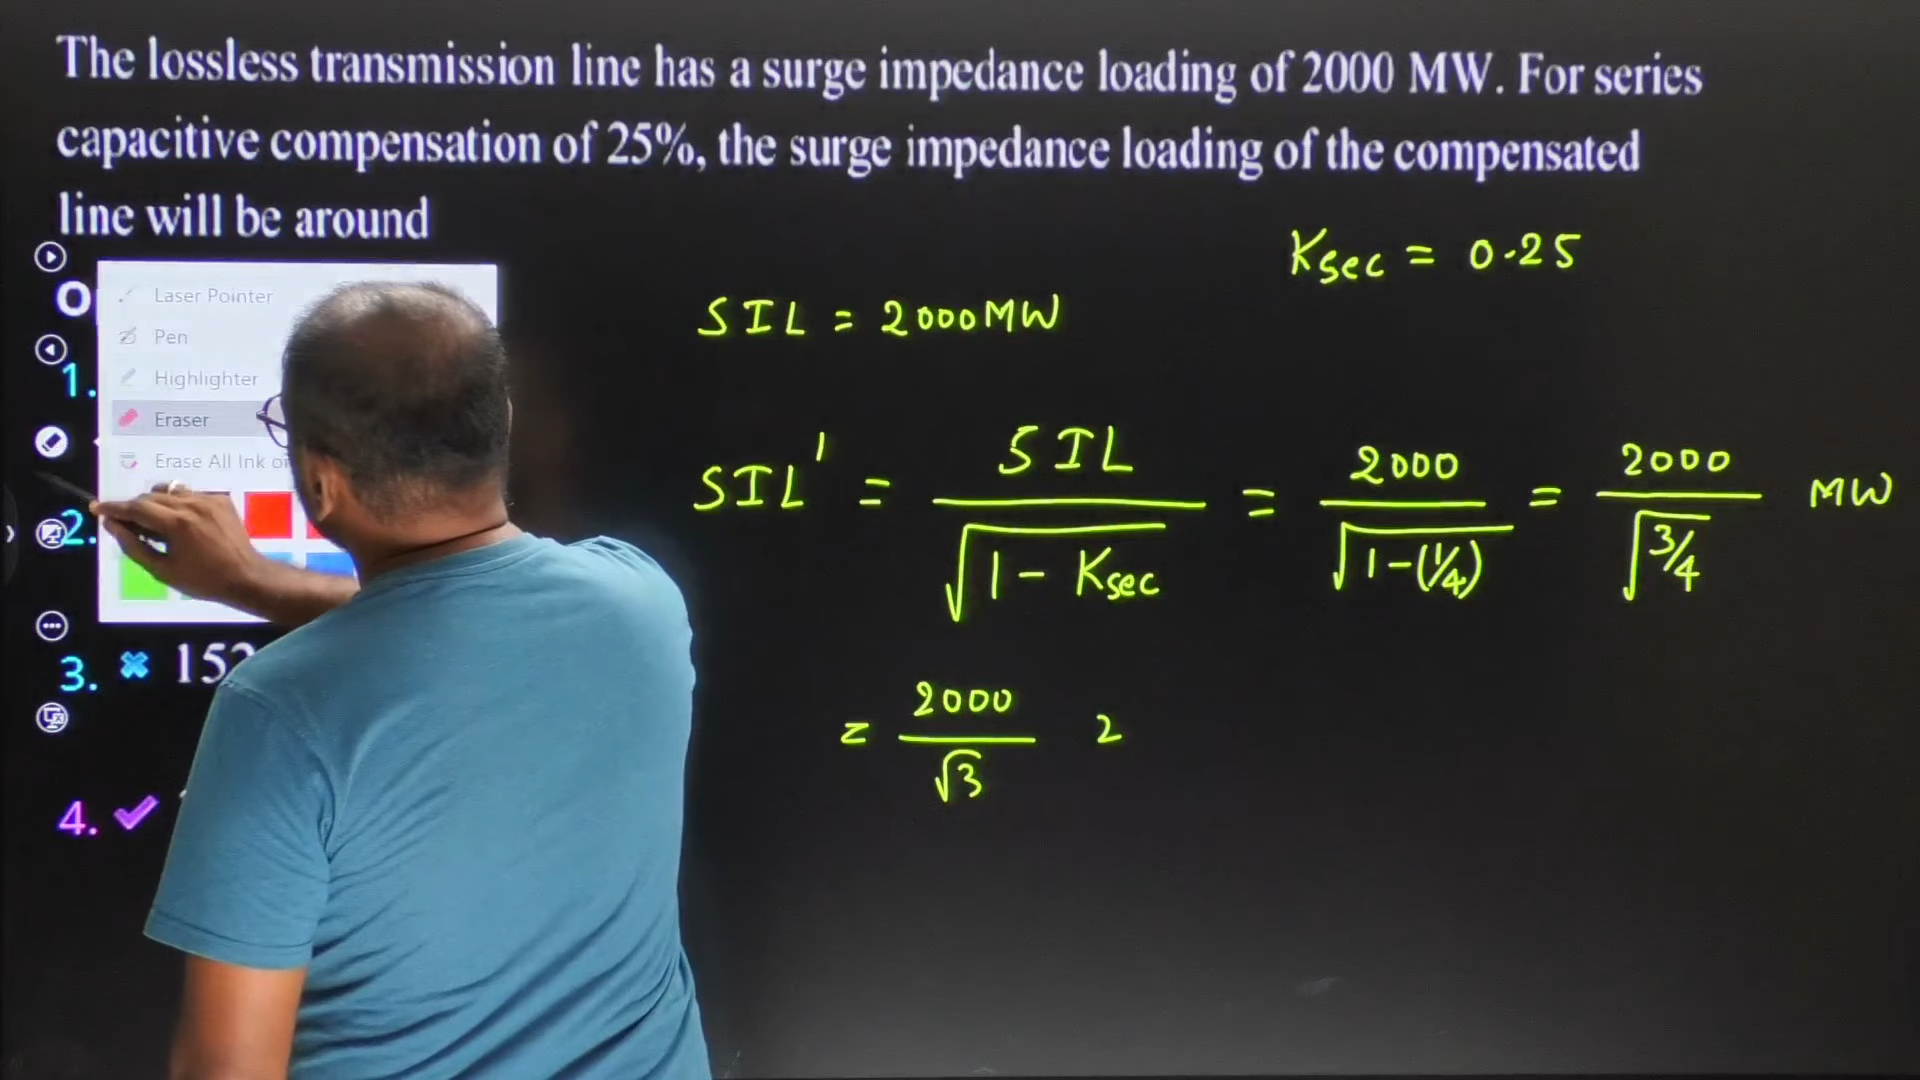 The lossless transmission line has a surge impedance loading of 2000 MW. For series
capacitive compensation of 25%, the surge impedance loading of the compensated
line will be around
Ksec = 0.25
SIL = 2000MW
Laser Pointer
Pen
Highlighter
Eraser
Erase All Ink
1.
2.
3.
4.
SIL' = SIL / √(1 - Ksec) = 2000 / √(1-(1/4)) = 2000 / √(3/4) MW
= 2000 / √3 2